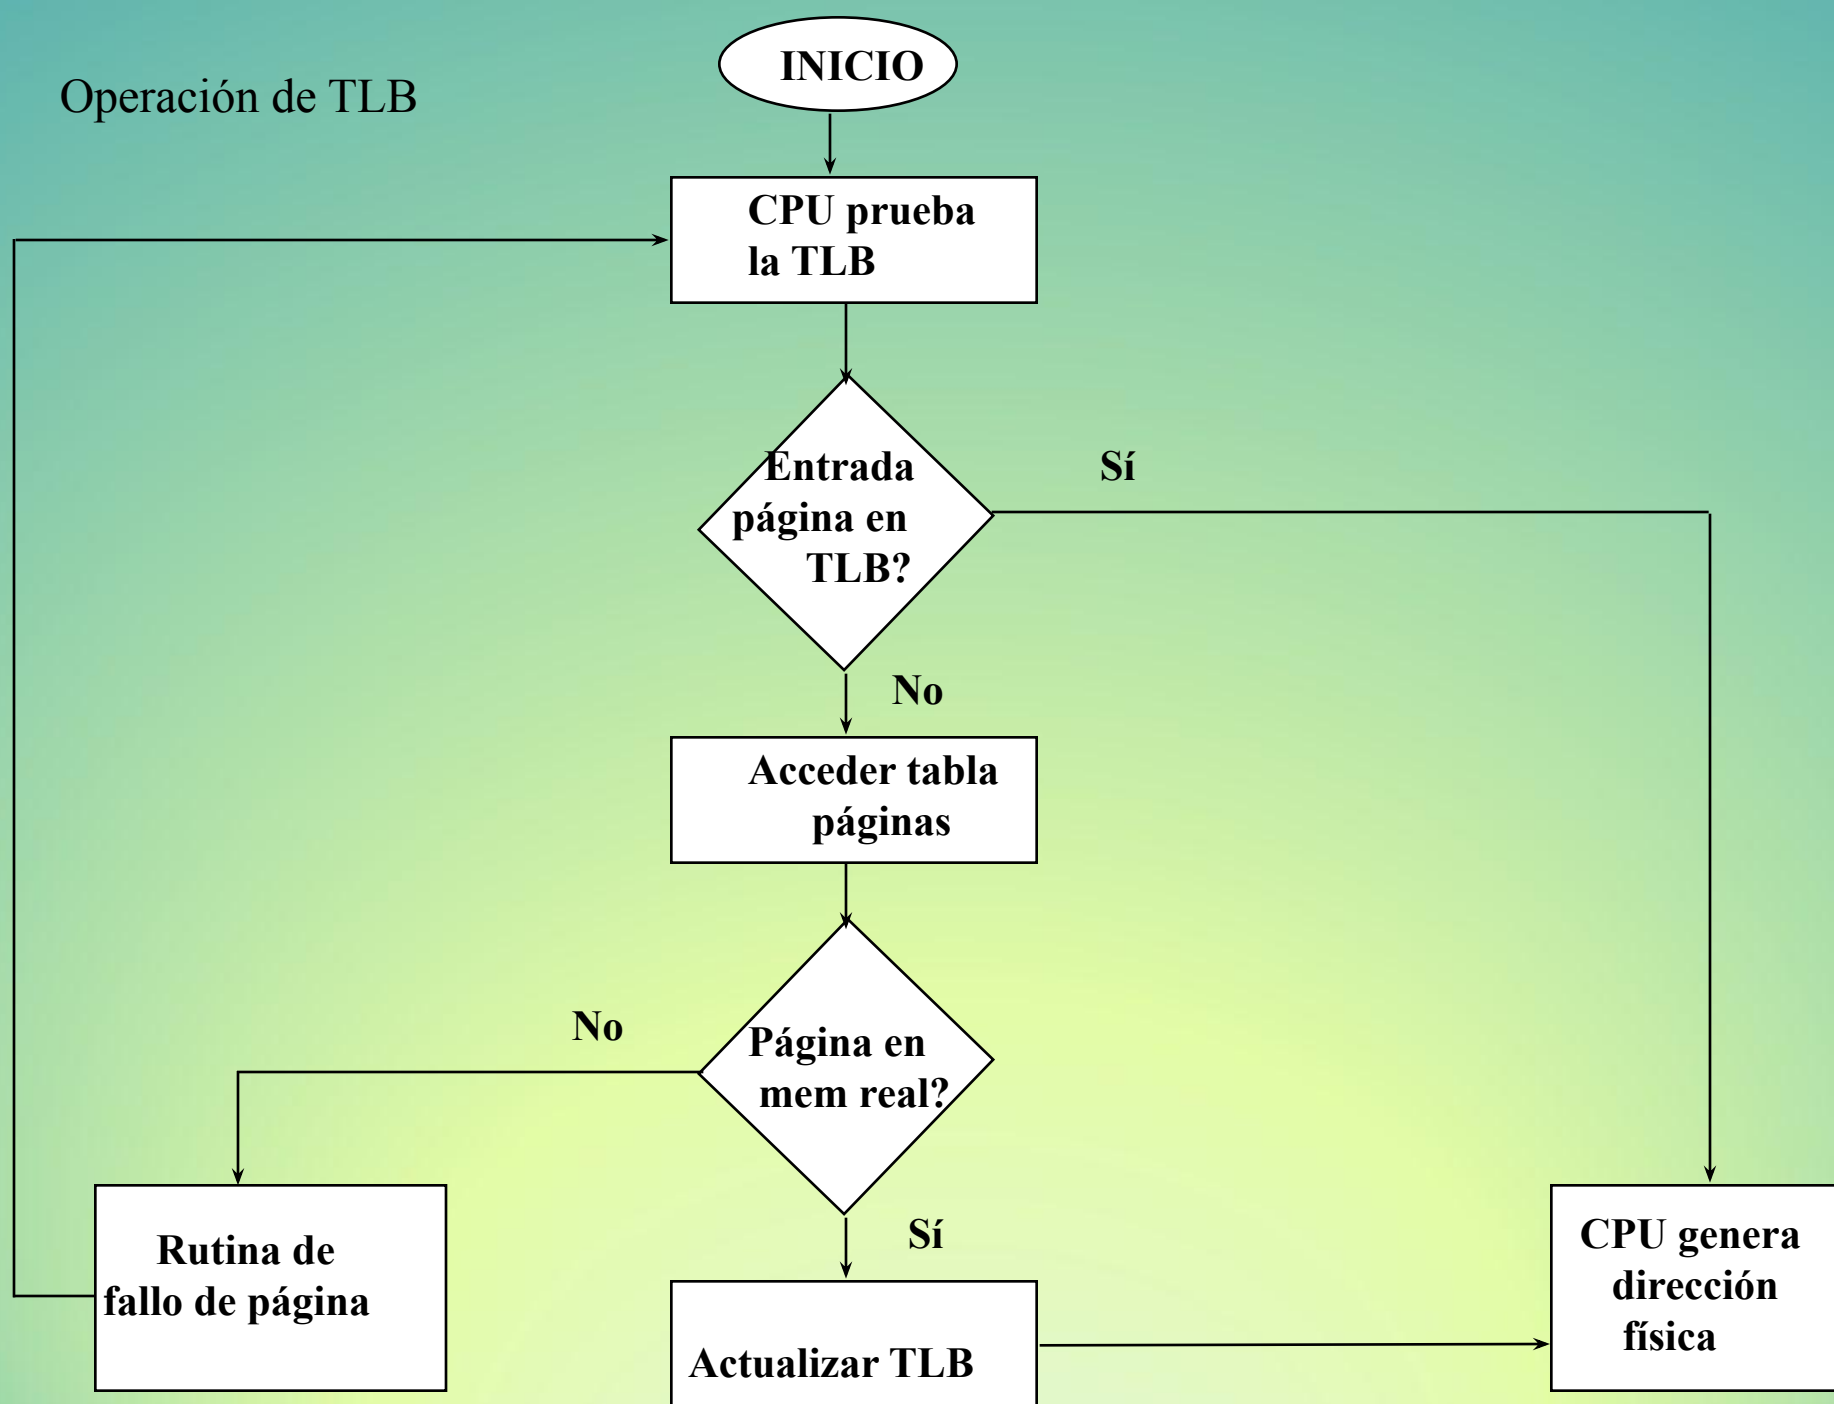 Operación de TLB
INICIO
CPU prueba
la TLB
Entrada
página en
TLB?
Sí
No
Acceder tabla
páginas
Página en
mem real?
No
Sí
Rutina de
fallo de página
Actualizar TLB
CPU genera
dirección
física